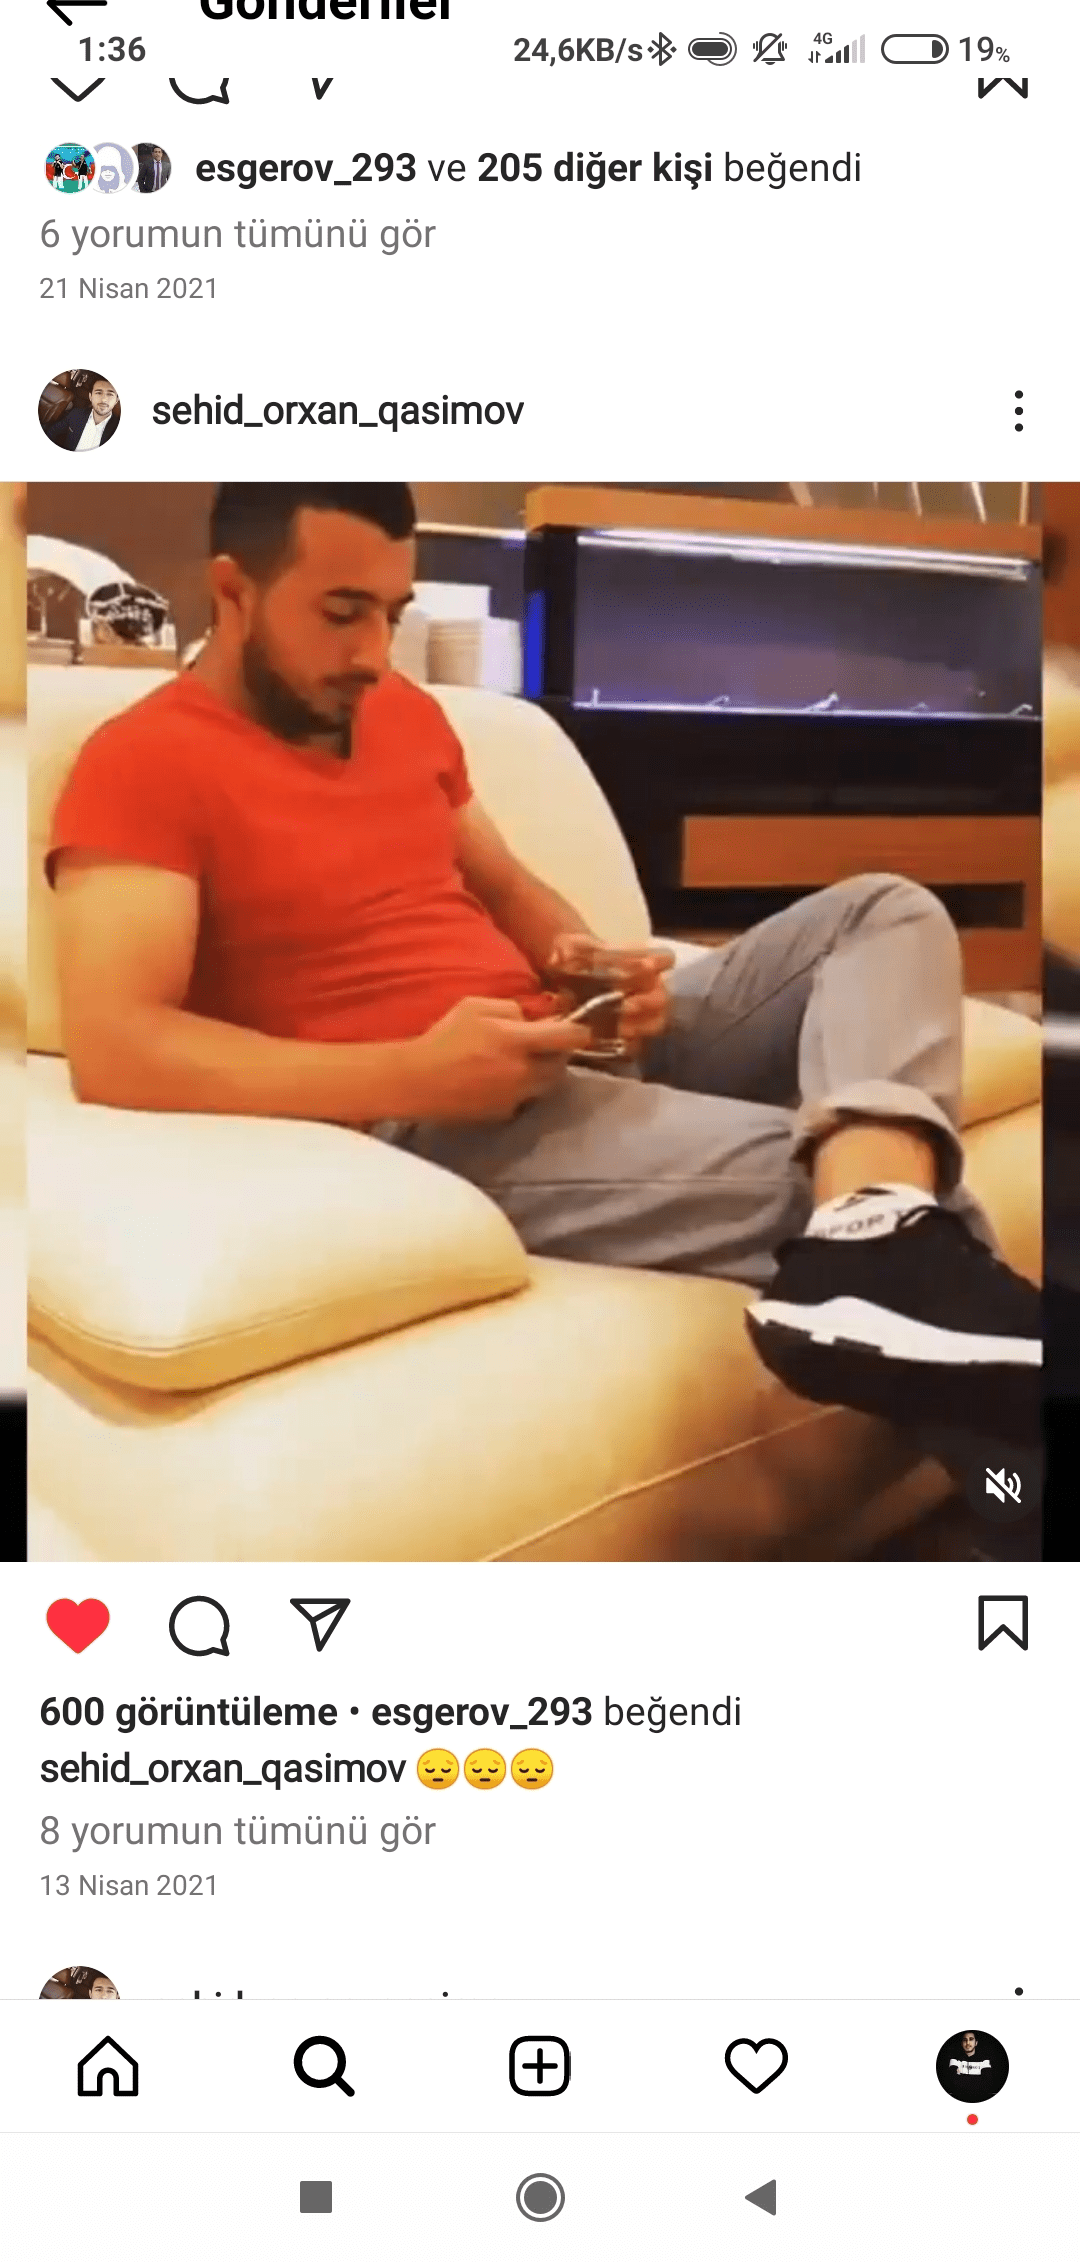 Gönderiler
1:36 24,6KB/s 4G 19%
esgerov_293 ve 205 diğer kişi beğendi
6 yorumun tümünü gör
21 Nisan 2021
sehid_orxan_qasimov
600 görüntüleme • esgerov_293 beğendi
sehid_orxan_qasimov 😔😔😔
8 yorumun tümünü gör
13 Nisan 2021